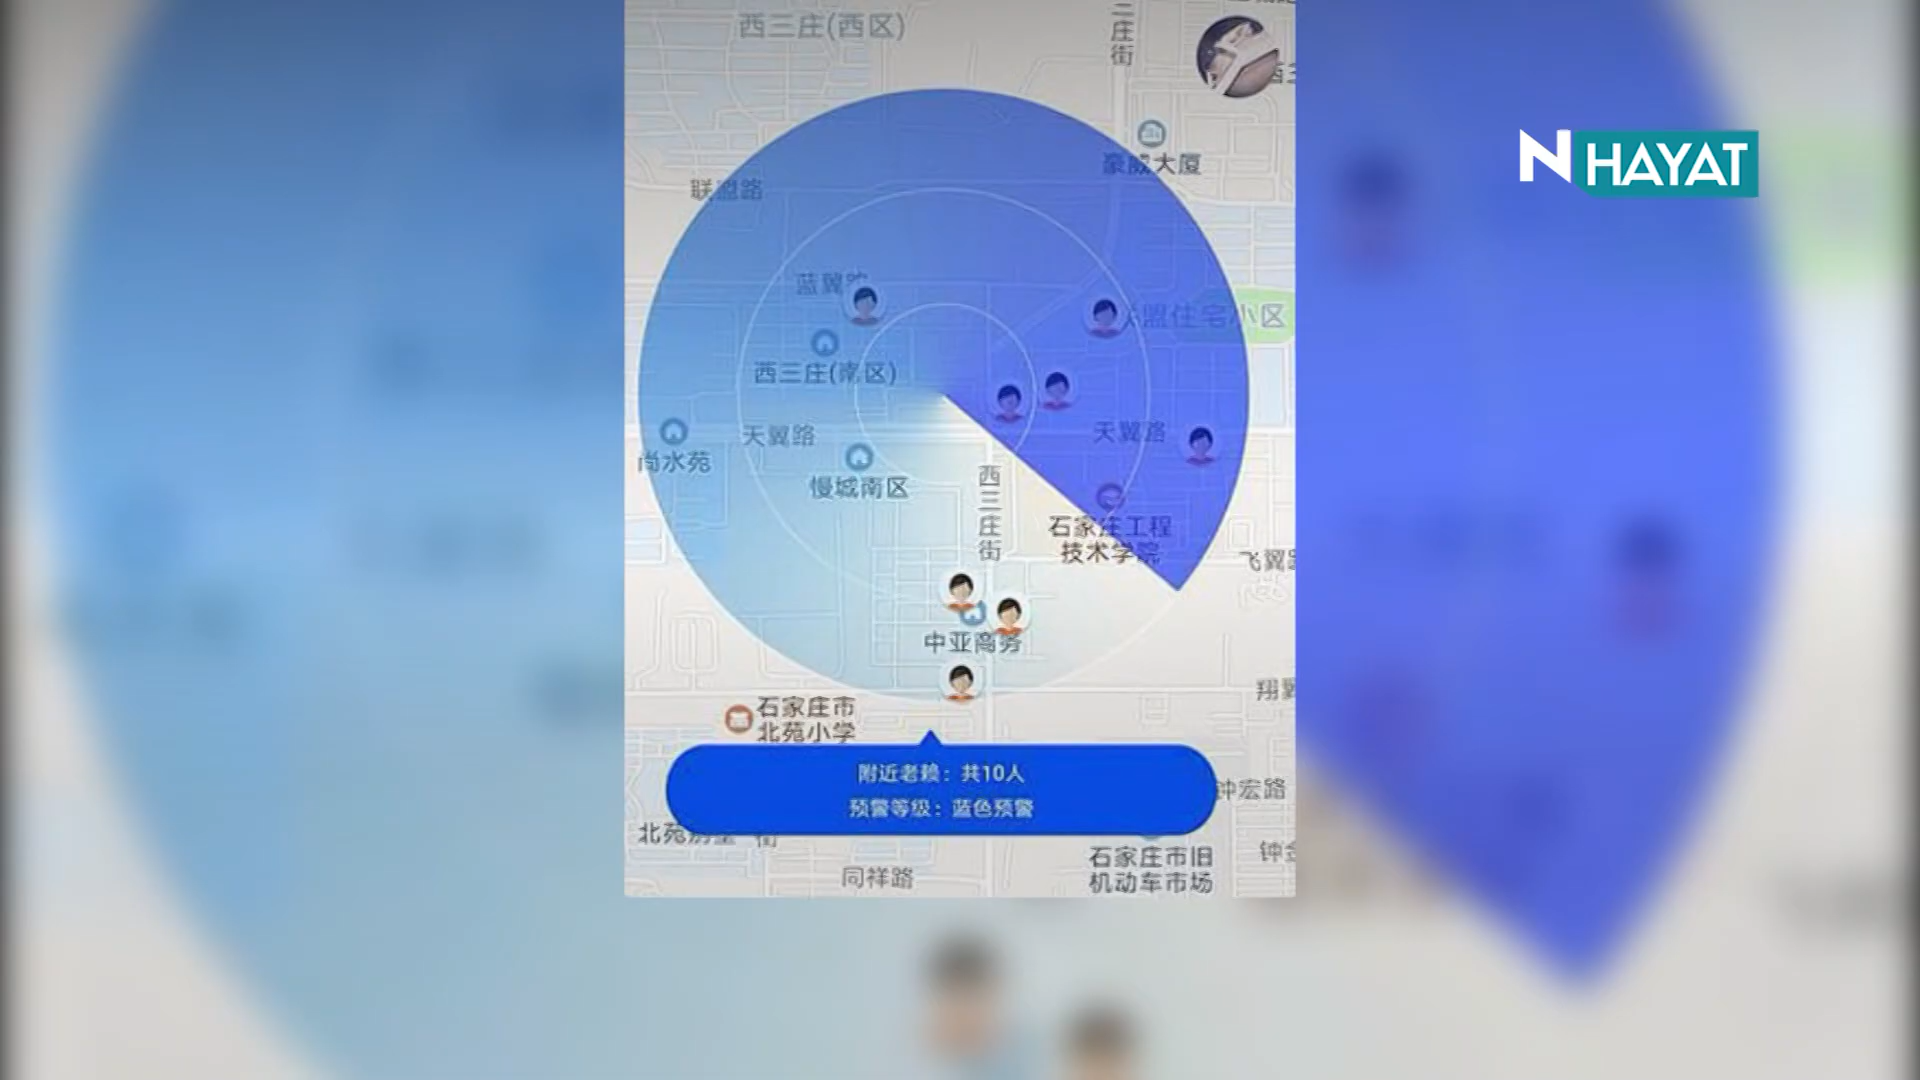 西三庄(西区)
二庄街
豪威大厦
N HAYAT
联盟路
盟住宅小区
西三庄(南区)
天翼路
天翼路
尚水苑
慢城南区
西三庄街
石家庄工程
技术学院
飞翼
中亚商务
翔翼
石家庄市
北苑小学
附近老赖：共10人
预警等级：蓝色预警
钟宏路
北苑
街
石家庄市旧
机动车市场
同祥路